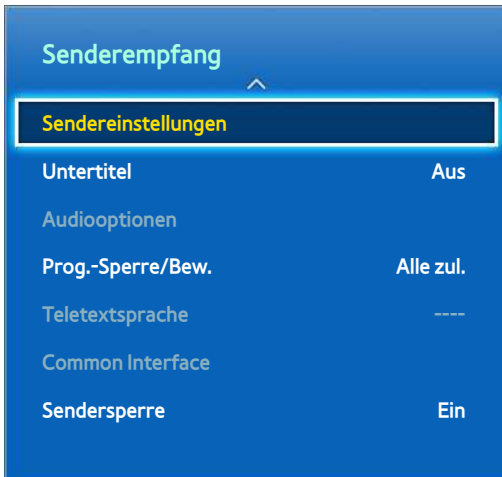 Senderempfang
Sendereinstellungen
Untertitel Aus
Audiooptionen
Prog.-Sperre/Bew. Alle zul.
Teletextsprache ----
Common Interface
Sendersperre Ein